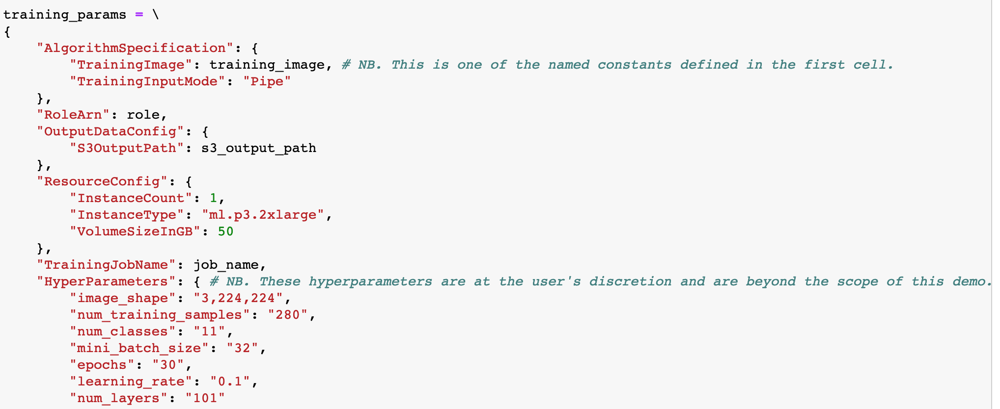 training_params = \
{
    "AlgorithmSpecification": {
        "TrainingImage": training_image, # NB. This is one of the named constants defined in the first cell.
        "TrainingInputMode": "Pipe"
    },
    "RoleArn": role,
    "OutputDataConfig": {
        "S3OutputPath": s3_output_path
    },
    "ResourceConfig": {
        "InstanceCount": 1,
        "InstanceType": "ml.p3.2xlarge",
        "VolumeSizeInGB": 50
    },
    "TrainingJobName": job_name,
    "HyperParameters": { # NB. These hyperparameters are at the user's discretion and are beyond the scope of this demo.
        "image_shape": "3,224,224",
        "num_training_samples": "280",
        "num_classes": "11",
        "mini_batch_size": "32",
        "epochs": "30",
        "learning_rate": "0.1",
        "num_layers": "101"